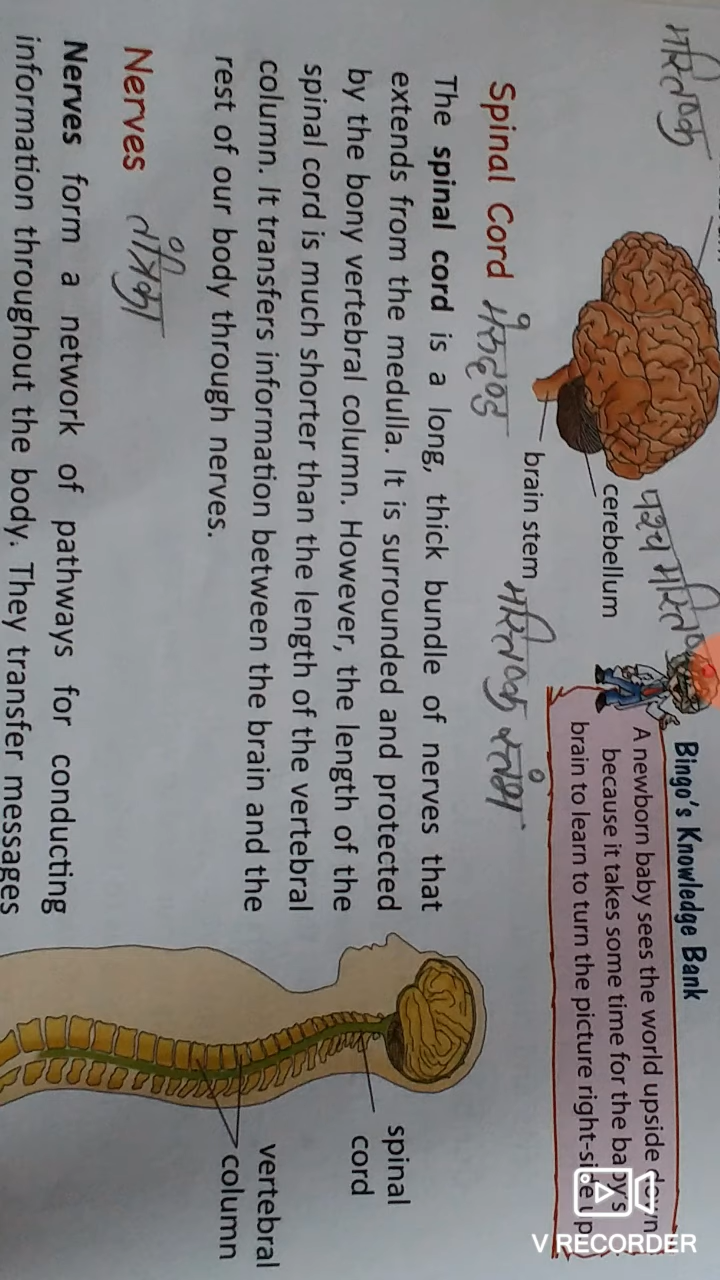 मस्तिष्क
cerebellum
पश्च
brain stem
मस्तिष्क स्तंभ
Bingo's Knowledge Bank
A newborn baby sees the world upside down
because it takes some time for the baby's
brain to learn to turn the picture right-side up
Spinal Cord मेरुदण्ड
The spinal cord is a long, thick bundle of nerves that
extends from the medulla. It is surrounded and protected
by the bony vertebral column. However, the length of the
spinal cord is much shorter than the length of the vertebral
column. It transfers information between the brain and the
rest of our body through nerves.
Nerves
Nerves form a network of pathways for conducting
information throughout the body. They transfer messages
spinal
cord
vertebral
column
V RECORDER